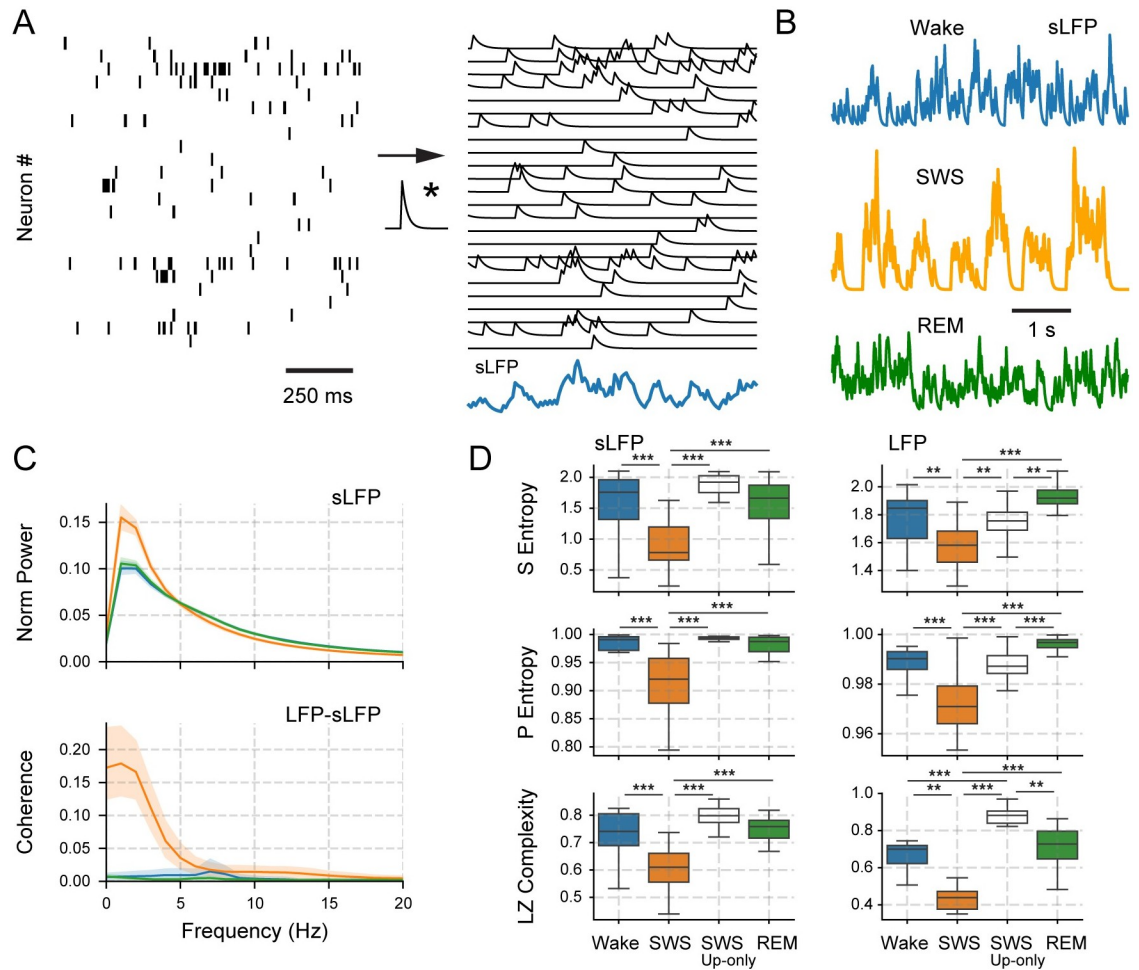 A
Neuron #
250 ms
*
sLFP
B
Wake
sLFP
SWS
1 s
REM
C
sLFP
Norm Power
0.15
0.10
0.05
0.00
LFP-sLFP
Coherence
0.20
0.15
0.10
0.05
0.00
0
5
10
15
20
Frequency (Hz)
D
sLFP
***
***
***
S Entropy
2.0
1.5
1.0
0.5
LFP
***
**
**
**
2.0
1.8
1.6
1.4
***
***
***
P Entropy
1.00
0.95
0.90
0.85
0.80
***
***
***
***
1.00
0.98
0.96
***
***
***
LZ Complexity
0.8
0.7
0.6
0.5
***
***
**
***
**
1.0
0.8
0.6
0.4
Wake
SWS
SWS
Up-only
REM
Wake
SWS
SWS
Up-only
REM